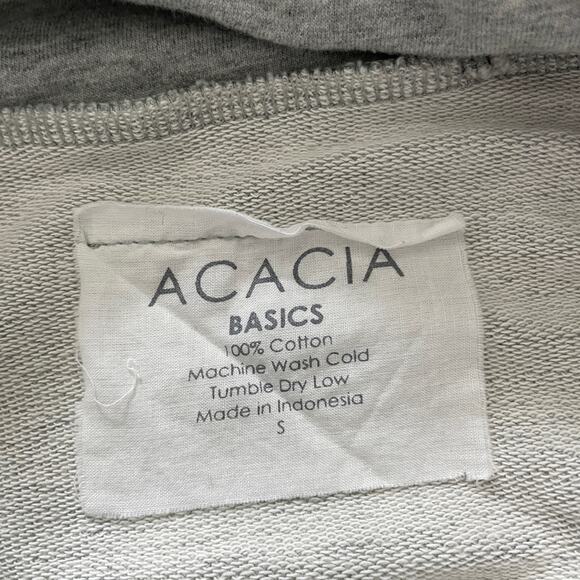 ACACIA
BASICS
100% Cotton
Machine Wash Cold
Tumble Dry Low
Made in Indonesia
S